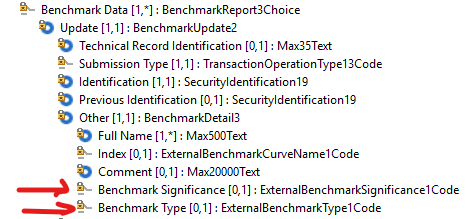 Benchmark Data [1,*] : BenchmarkReport3Choice
Update [1,1] : BenchmarkUpdate2
Technical Record Identification [0,1] : Max35Text
Submission Type [1,1] : TransactionOperationType13Code
Identification [1,1] : SecurityIdentification19
Previous Identification [0,1] : SecurityIdentification19
Other [1,1] : BenchmarkDetail3
Full Name [1,*] : Max500Text
Index [0,1] : ExternalBenchmarkCurveName1Code
Comment [0,1] : Max20000Text
Benchmark Significance [0,1] : ExternalBenchmarkSignificance1Code
Benchmark Type [0,1] : ExternalBenchmarkType1Code